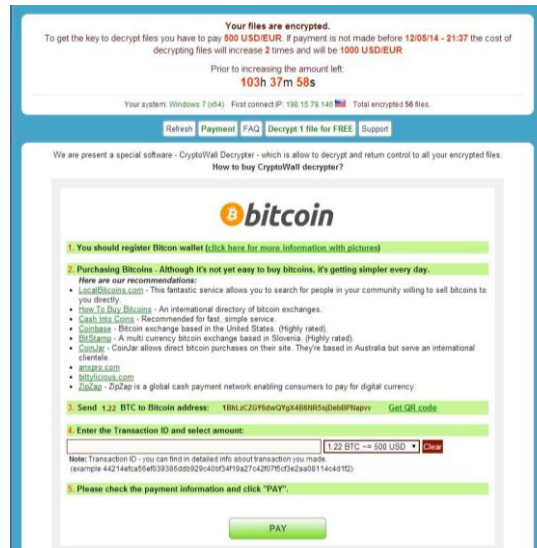 Your files are encrypted.
To get the key to decrypt files you have to pay 500 USD/EUR. If payment is not made before 12/05/14 - 21:37 the cost of
decrypting files will increase 2 times and will be 1000 USD/EUR
Prior to increasing the amount left:
103h 37m 58s
Your system: Windows 7 (x64) First connect IP: 198.15.79.146 Total encrypted 56 files.
Refresh Payment FAQ Decrypt 1 file for FREE Support
We are present a special software - CryptoWall Decrypter - which is allow to decrypt and return control to all your encrypted files.
How to buy CryptoWall decrypter?
bitcoin
1. You should register Bitcon wallet (click here for more information with pictures)
2. Purchasing Bitcoins - Although it's not yet easy to buy bitcoins, it's getting simpler every day.
Here are our recommendations:
• LocalBitcoins.com - This fantastic service allows you to search for people in your community willing to sell bitcoins to
you directly.
• How To Buy Bitcoins - An international directory of bitcoin exchanges.
• Cash Into Coins - Recommended for fast, simple service.
• Coinbase - Bitcoin exchange based in the United States. (Highly rated).
• BitStamp - A multi currency bitcoin exchange based in Slovenia. (Highly rated).
• CoinJar - CoinJar allows direct bitcoin purchases on their site. They're based in Australia but serve an international
clientele.
• anxpro.com
• bittylicious.com
• ZipZap - ZipZap is a global cash payment network enabling consumers to pay for digital currency.
3. Send 1.22 BTC to Bitcoin address: Get QR code
4. Enter the Transaction ID and select amount:
1.22 BTC ~= 500 USD Clear
Note: Transaction ID - you can find in detailed info about transaction you made.
(example
5. Please check the payment information and click "PAY".
PAY